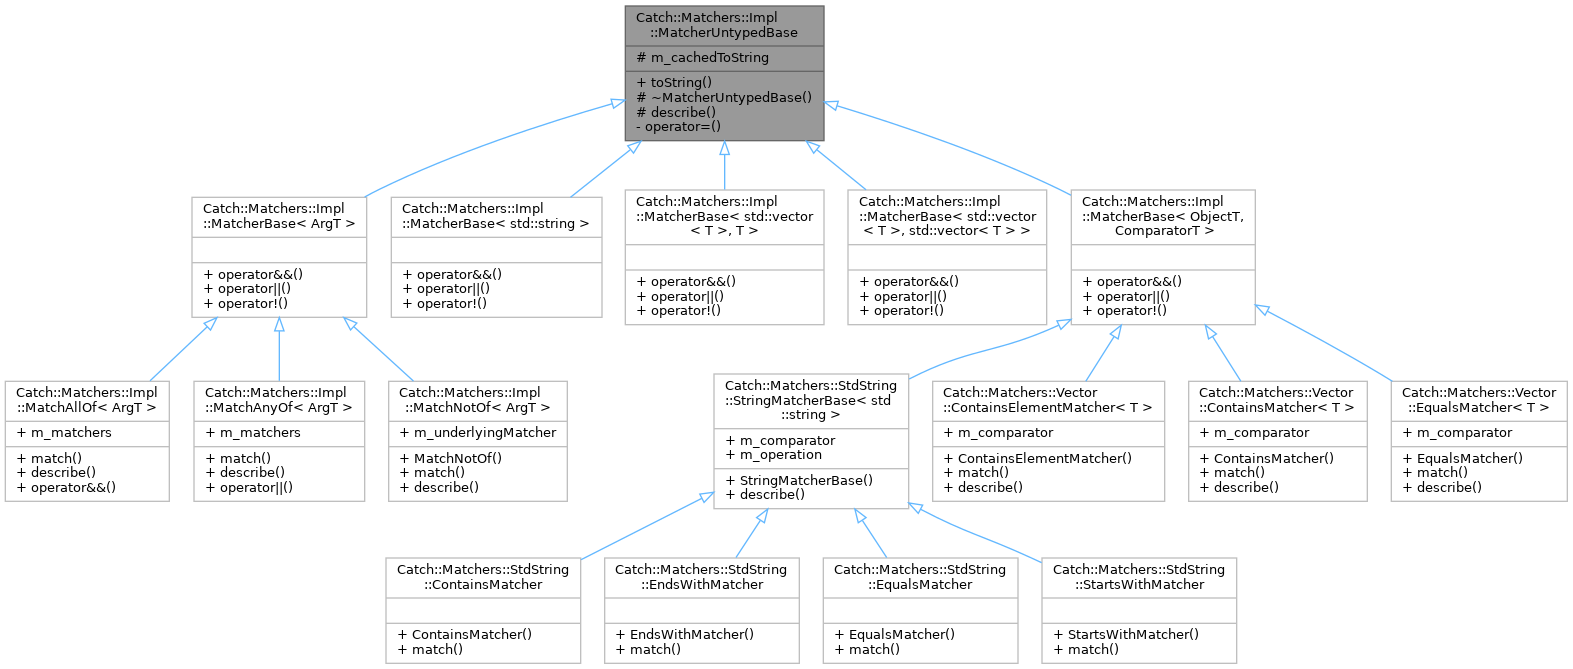 Catch::Matchers::Impl
::MatcherUntypedBase
# m_cachedToString
+ toString()
# ~MatcherUntypedBase()
# describe()
- operator=()
Catch::Matchers::Impl
::MatcherBase< ArgT >
+ operator&&()
+ operator||()
+ operator!()
Catch::Matchers::Impl
::MatcherBase< std::string >
+ operator&&()
+ operator||()
+ operator!()
Catch::Matchers::Impl
::MatcherBase< std::vector
< T >, T >
+ operator&&()
+ operator||()
+ operator!()
Catch::Matchers::Impl
::MatcherBase< std::vector
< T >, std::vector< T > >
+ operator&&()
+ operator||()
+ operator!()
Catch::Matchers::Impl
::MatcherBase< ObjectT,
ComparatorT >
+ operator&&()
+ operator||()
+ operator!()
Catch::Matchers::Impl
::MatchAllOf< ArgT >
+ m_matchers
+ match()
+ describe()
+ operator&&()
Catch::Matchers::Impl
::MatchAnyOf< ArgT >
+ m_matchers
+ match()
+ describe()
+ operator||()
Catch::Matchers::Impl
::MatchNotOf< ArgT >
+ m_underlyingMatcher
+ MatchNotOf()
+ match()
+ describe()
Catch::Matchers::StdString
::StringMatcherBase< std
::string >
+ m_comparator
+ m_operation
+ StringMatcherBase()
+ describe()
Catch::Matchers::Vector
::ContainsElementMatcher< T >
+ m_comparator
+ ContainsElementMatcher()
+ match()
+ describe()
Catch::Matchers::Vector
::ContainsMatcher< T >
+ m_comparator
+ ContainsMatcher()
+ match()
+ describe()
Catch::Matchers::Vector
::EqualsMatcher< T >
+ m_comparator
+ EqualsMatcher()
+ match()
+ describe()
Catch::Matchers::StdString
::ContainsMatcher
+ ContainsMatcher()
+ match()
Catch::Matchers::StdString
::EndsWithMatcher
+ EndsWithMatcher()
+ match()
Catch::Matchers::StdString
::EqualsMatcher
+ EqualsMatcher()
+ match()
Catch::Matchers::StdString
::StartsWithMatcher
+ StartsWithMatcher()
+ match()